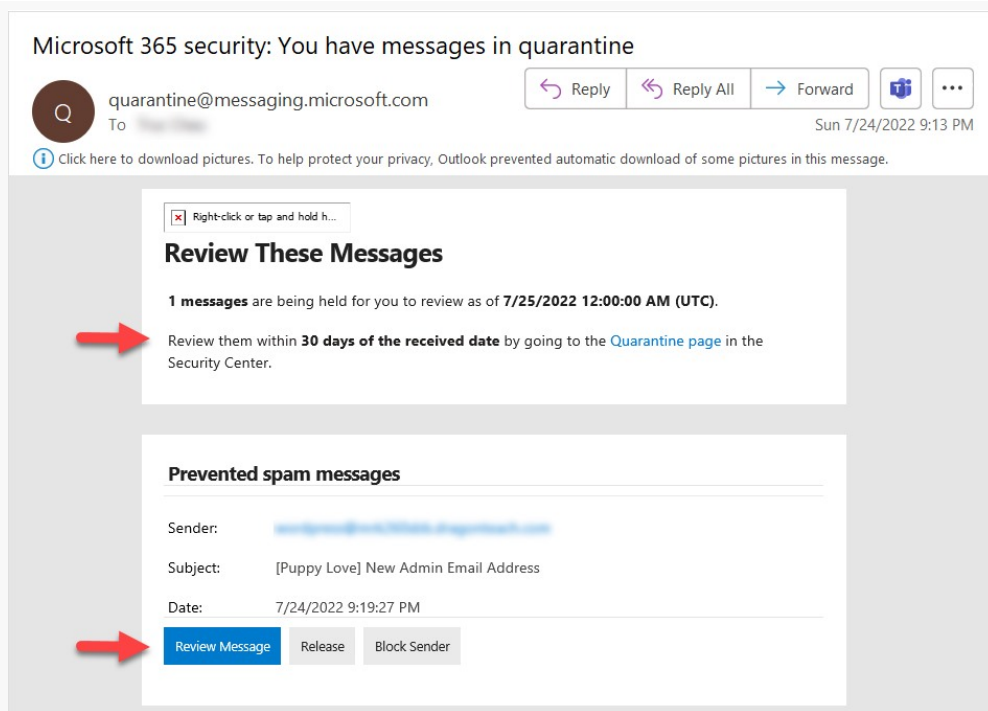 Microsoft 365 security: You have messages in quarantine
Q
quarantine@messaging.microsoft.com
Reply
Reply All
Forward
To
Sun 7/24/2022 9:13 PM
Click here to download pictures. To help protect your privacy, Outlook prevented automatic download of some pictures in this message.
Right-click or tap and hold h...
Review These Messages
1 messages are being held for you to review as of 7/25/2022 12:00:00 AM (UTC).
Review them within 30 days of the received date by going to the Quarantine page in the
Security Center.
Prevented spam messages
Sender:
Subject: [Puppy Love] New Admin Email Address
Date: 7/24/2022 9:19:27 PM
Review Message Release Block Sender